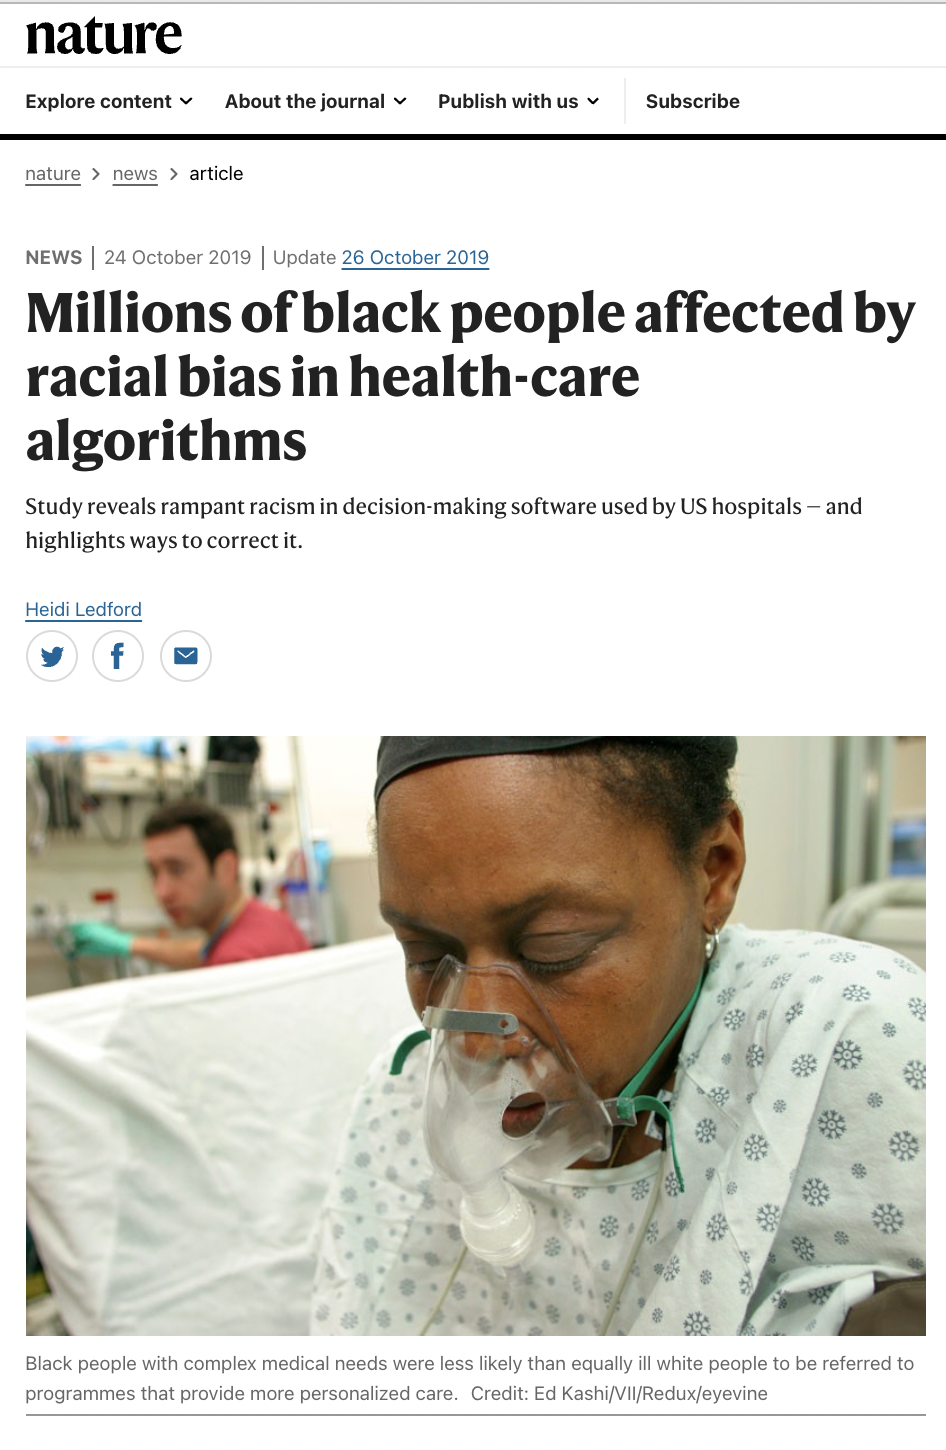 nature
Explore content
About the journal
Publish with us
Subscribe
nature > news > article
NEWS | 24 October 2019 | Update 26 October 2019
Millions of black people affected by
racial bias in health-care
algorithms
Study reveals rampant racism in decision-making software used by US hospitals — and
highlights ways to correct it.
Heidi Ledford
Black people with complex medical needs were less likely than equally ill white people to be referred to
programmes that provide more personalized care. Credit: Ed Kashi/VII/Redux/eyevine